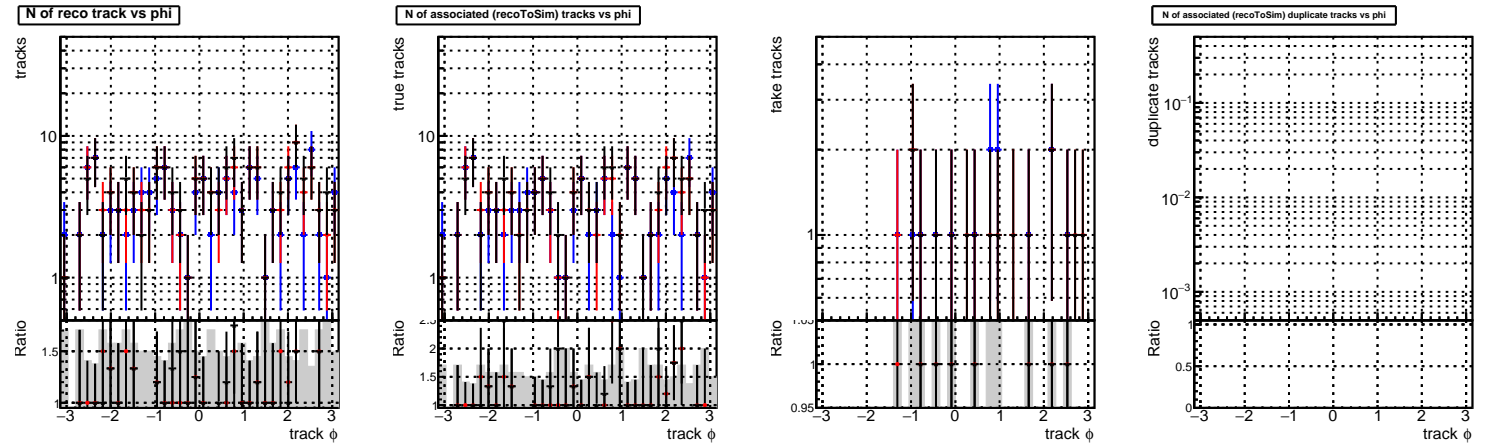 N of reco track vs phi
tracks
10
1
Ratio
1.5
1
−3 −2 −1 0 1 2 3
track ϕ
N of associated (recoToSim) tracks vs phi
true tracks
10
1
Ratio
2.5
2
1.5
1
−3 −2 −1 0 1 2 3
track ϕ
fake tracks
1
Ratio
1.05
1
0.95
−3 −2 −1 0 1 2 3
track ϕ
N of associated (recoToSim) duplicate tracks vs phi
duplicate tracks
10⁻¹
10⁻²
10⁻³
Ratio
1
0.5
0
−3 −2 −1 0 1 2 3
track ϕ